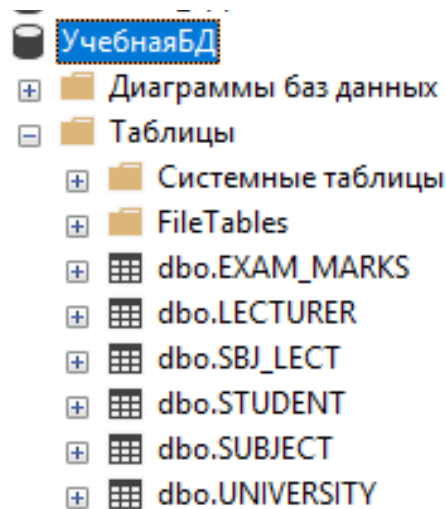 УчебнаяБД
Диаграммы баз данных
Таблицы
Системные таблицы
FileTables
dbo.EXAM_MARKS
dbo.LECTURER
dbo.SBJ_LECT
dbo.STUDENT
dbo.SUBJECT
dbo.UNIVERSITY